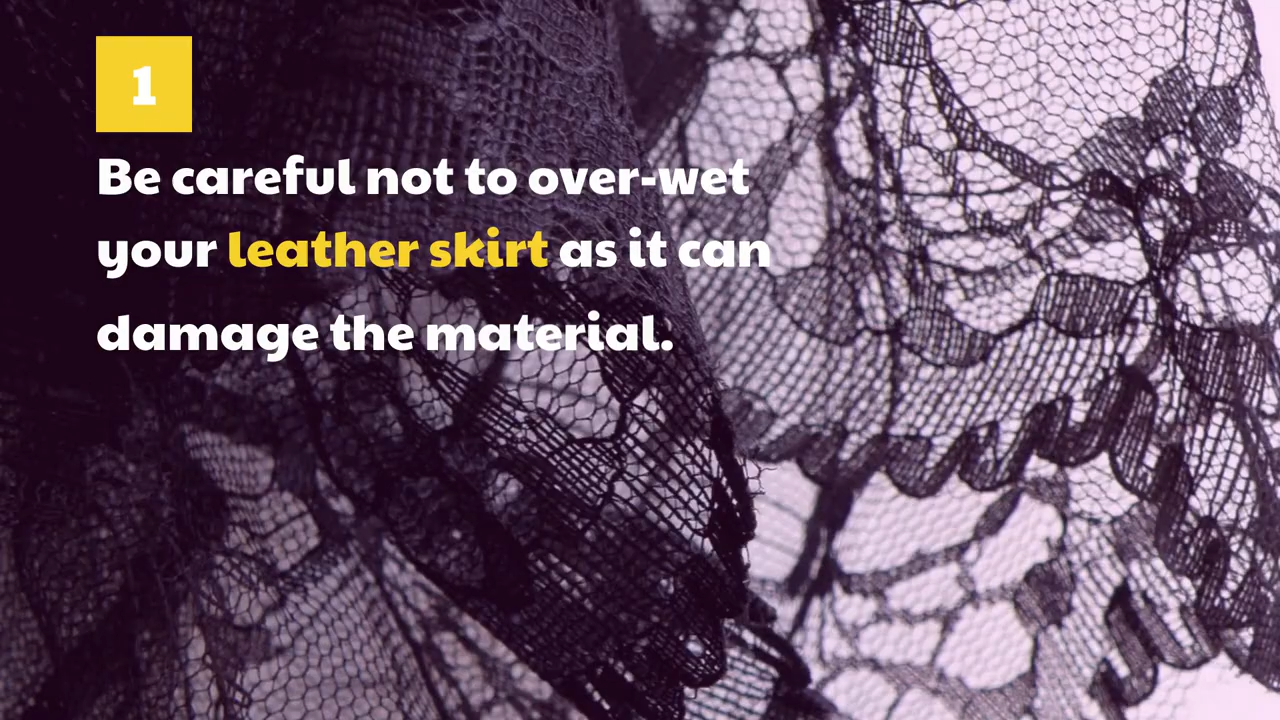 1
Be careful not to over-wet
your leather skirt as it can
damage the material.